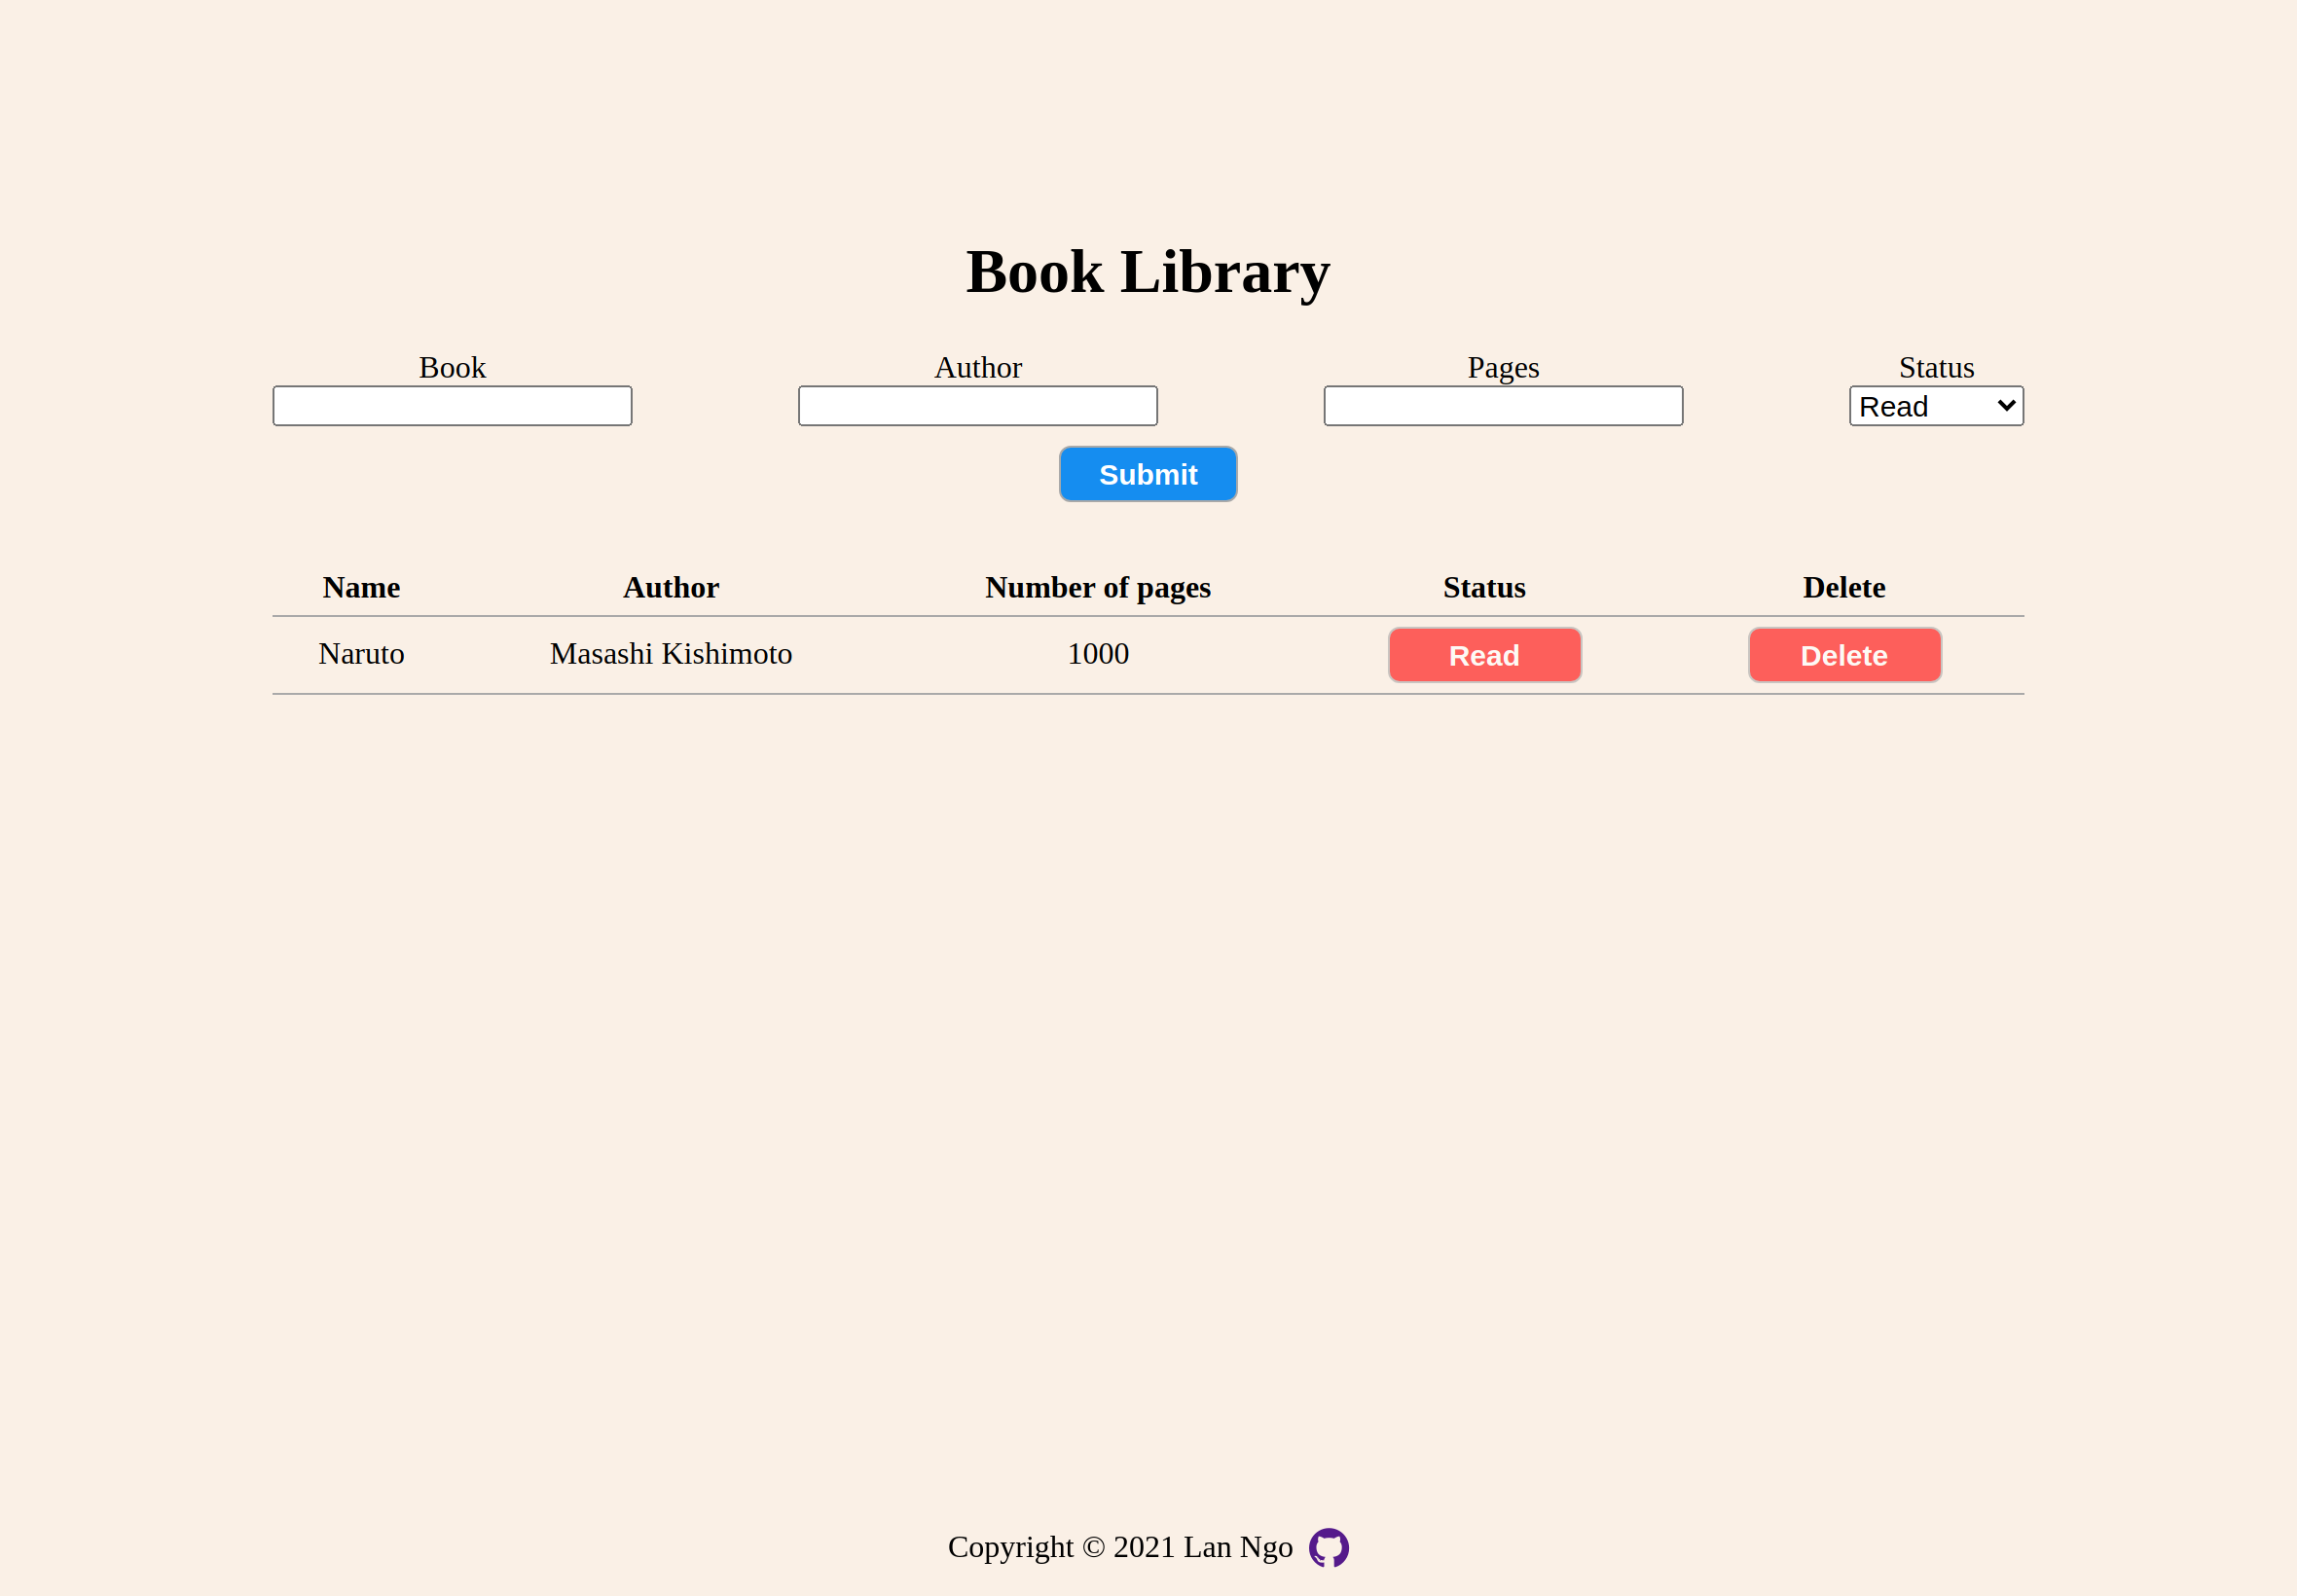 Book Library
Book Author Pages Status
Read
Submit
Name Author Number of pages Status Delete
Naruto Masashi Kishimoto 1000 Read Delete
Copyright © 2021 Lan Ngo